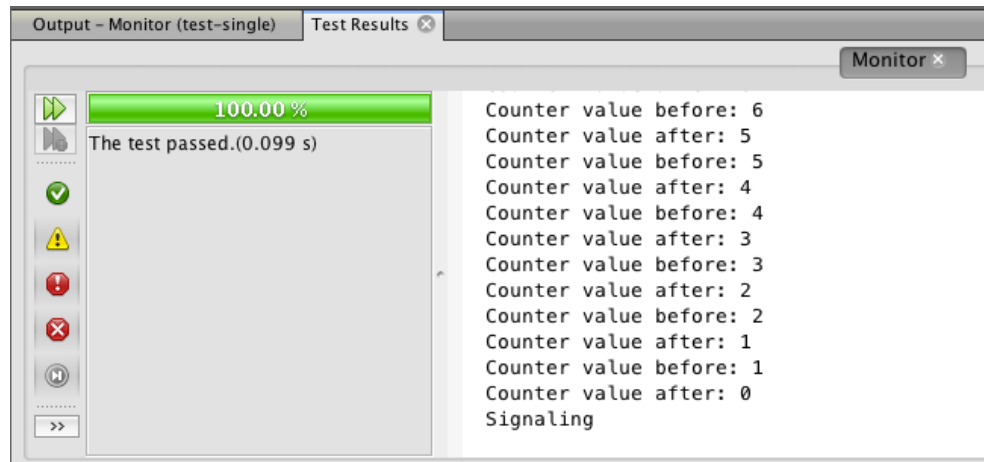 Output – Monitor (test–single)
Test Results
Monitor
100.00 %
The test passed.(0.099 s)
Counter value before: 6
Counter value after: 5
Counter value before: 5
Counter value after: 4
Counter value before: 4
Counter value after: 3
Counter value before: 3
Counter value after: 2
Counter value before: 2
Counter value after: 1
Counter value before: 1
Counter value after: 0
Signaling
>>